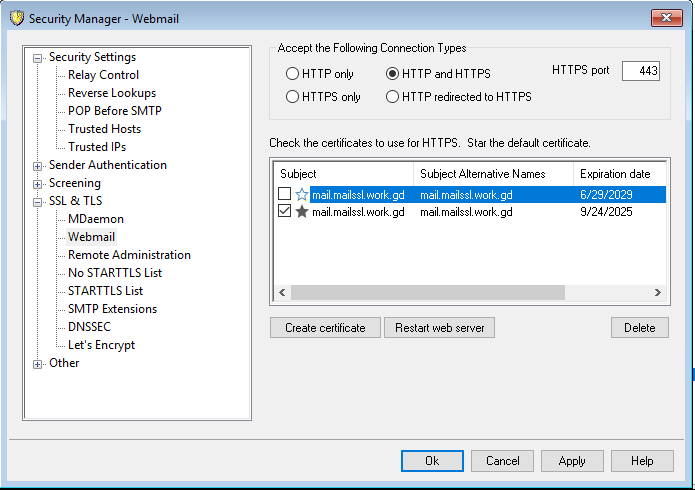 Security Manager - Webmail
Security Settings
Relay Control
Reverse Lookups
POP Before SMTP
Trusted Hosts
Trusted IPs
Sender Authentication
Screening
SSL & TLS
MDaemon
Webmail
Remote Administration
No STARTTLS List
STARTTLS List
SMTP Extensions
DNSSEC
Let's Encrypt
Other
Accept the Following Connection Types
HTTP only
HTTP and HTTPS
HTTPS port
443
HTTPS only
HTTP redirected to HTTPS
Check the certificates to use for HTTPS. Star the default certificate.
Subject Subject Alternative Names Expiration date
mail.mailssl.work.gd mail.mailssl.work.gd 6/29/2029
mail.mailssl.work.gd mail.mailssl.work.gd 9/24/2025
Create certificate Restart web server Delete
Ok Cancel Apply Help